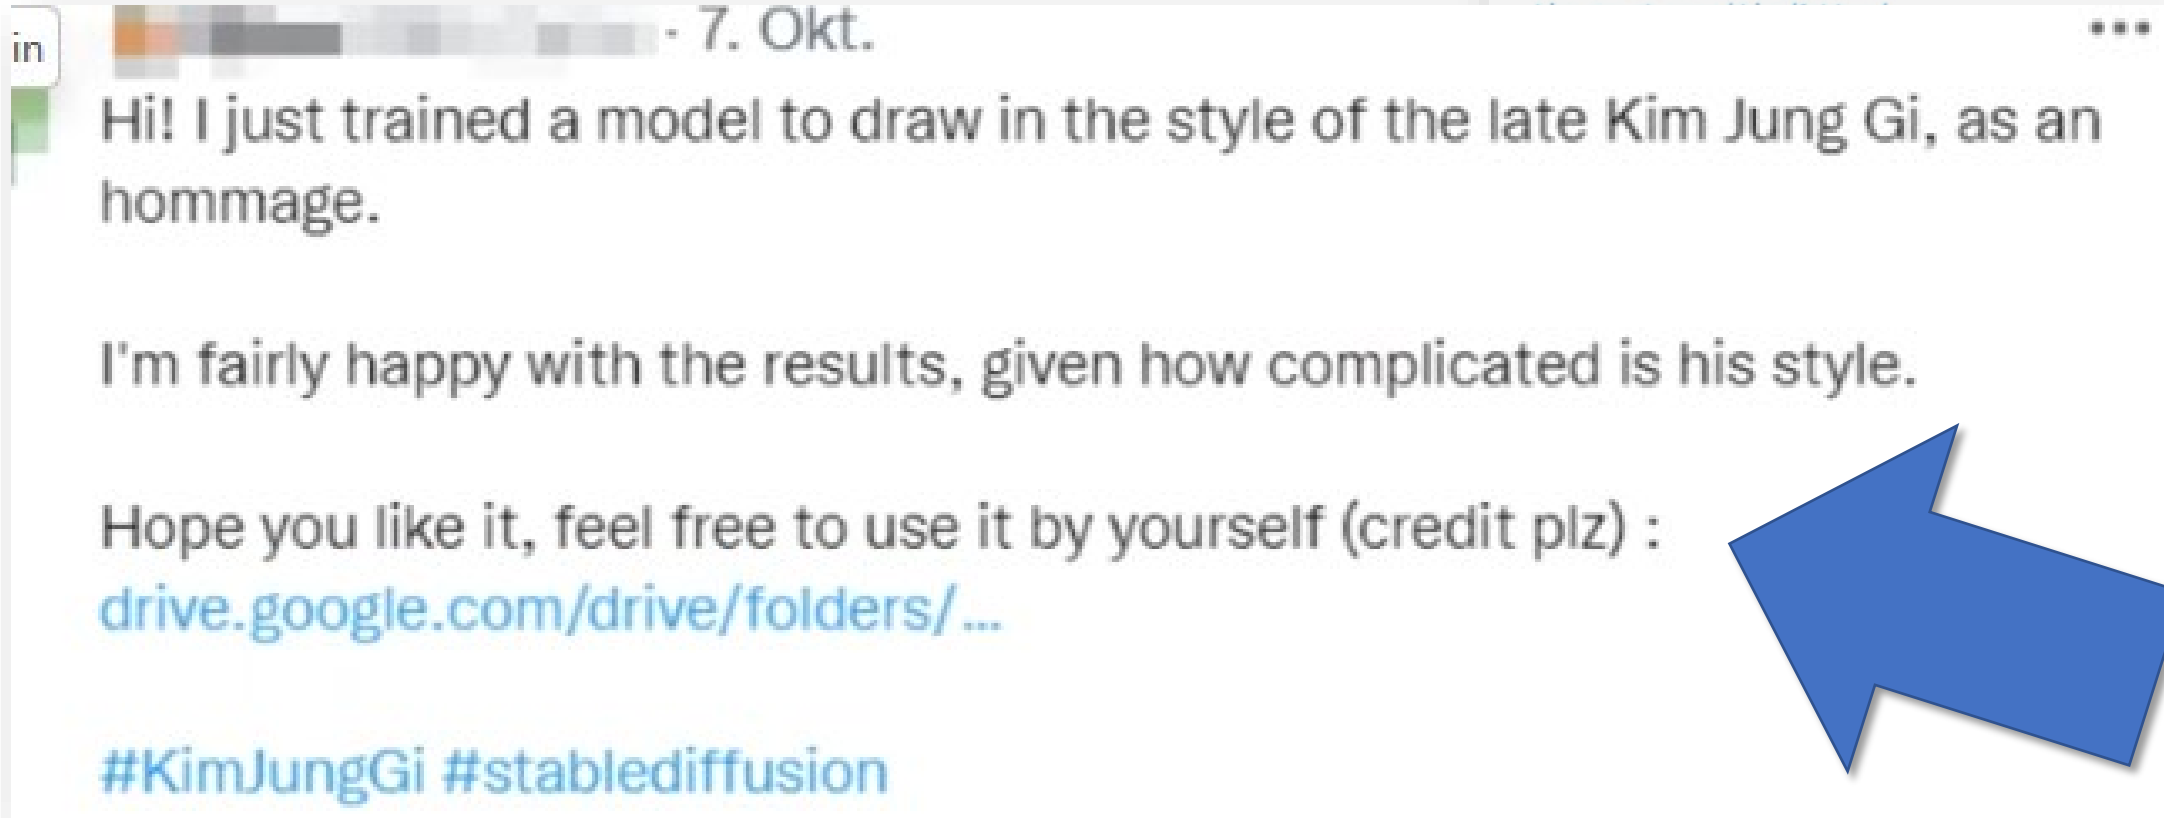 in
· 7. Okt.
Hi! I just trained a model to draw in the style of the late Kim Jung Gi, as an
hommage.
I'm fairly happy with the results, given how complicated is his style.
Hope you like it, feel free to use it by yourself (credit plz) :
drive.google.com/drive/folders/...
#KimJungGi #stablediffusion